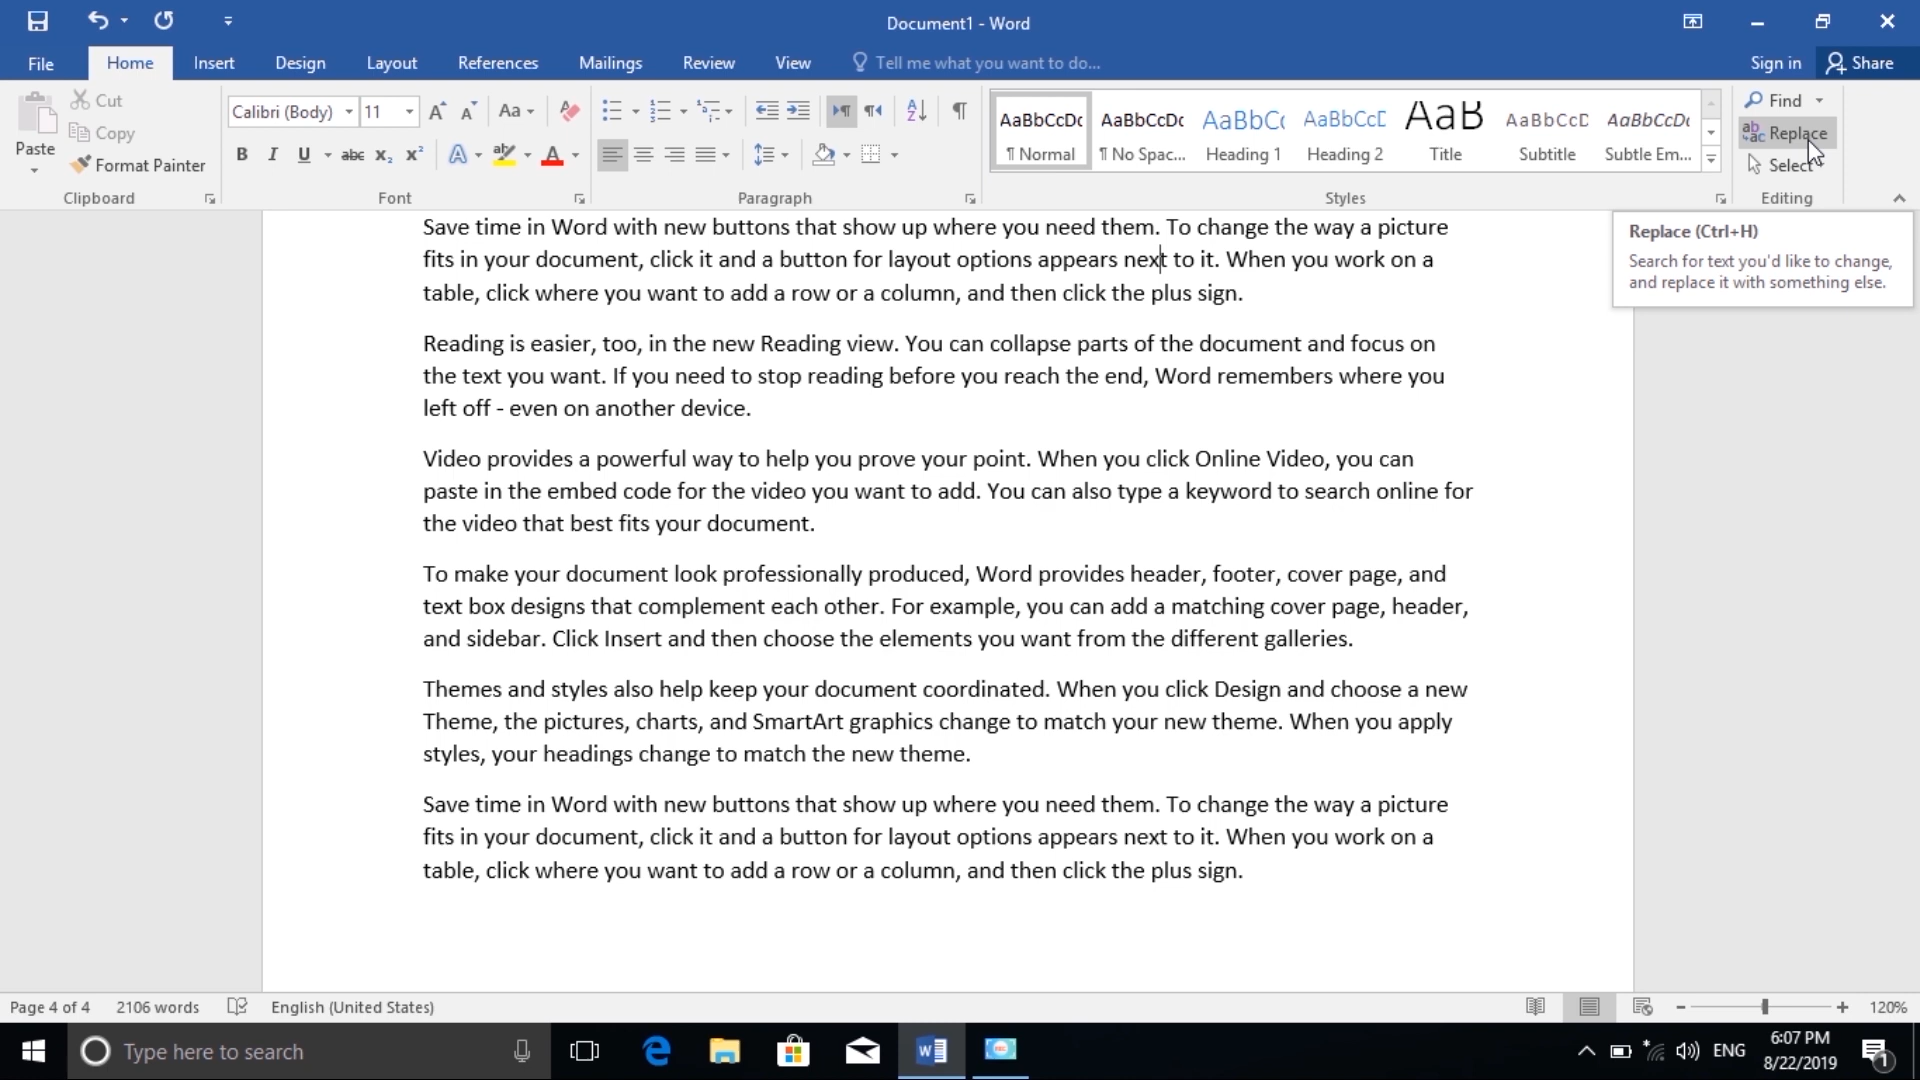 Document1 - Word
File Home Insert Design Layout References Mailings Review View Tell me what you want to do... Sign in Share
Paste
Cut
Copy
Format Painter
Clipboard
Calibri (Body) 11
Font
Paragraph
AaBbCcDc AaBbCcDc AaBbC AaBbCcD AaB AaBbCcD AaBbCcDc
¶ Normal ¶ No Spac... Heading 1 Heading 2 Title Subtitle Subtle Em...
Styles
Find
Replace
Select
Editing
Replace (Ctrl+H)
Search for text you'd like to change,
and replace it with something else.
Save time in Word with new buttons that show up where you need them. To change the way a picture
fits in your document, click it and a button for layout options appears next to it. When you work on a
table, click where you want to add a row or a column, and then click the plus sign.
Reading is easier, too, in the new Reading view. You can collapse parts of the document and focus on
the text you want. If you need to stop reading before you reach the end, Word remembers where you
left off - even on another device.
Video provides a powerful way to help you prove your point. When you click Online Video, you can
paste in the embed code for the video you want to add. You can also type a keyword to search online for
the video that best fits your document.
To make your document look professionally produced, Word provides header, footer, cover page, and
text box designs that complement each other. For example, you can add a matching cover page, header,
and sidebar. Click Insert and then choose the elements you want from the different galleries.
Themes and styles also help keep your document coordinated. When you click Design and choose a new
Theme, the pictures, charts, and SmartArt graphics change to match your new theme. When you apply
styles, your headings change to match the new theme.
Save time in Word with new buttons that show up where you need them. To change the way a picture
fits in your document, click it and a button for layout options appears next to it. When you work on a
table, click where you want to add a row or a column, and then click the plus sign.
Page 4 of 4 2106 words English (United States) 120%
Type here to search
ENG
6:07 PM
8/22/2019
1